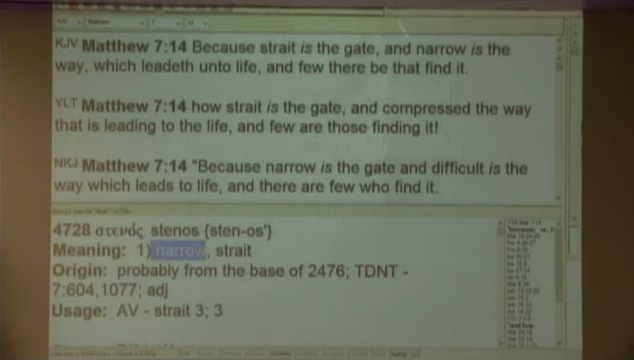 KJV Matthew 7:14 Because strait is the gate, and narrow is the
way, which leadeth unto life, and few there be that find it.
YLT Matthew 7:14 how strait is the gate, and compressed the way
that is leading to the life, and few are those finding it!
NKJ Matthew 7:14 "Because narrow is the gate and difficult is the
way which leads to life, and there are few who find it.
4728 στενός stenos {sten-os'}
Meaning: 1) narrow, strait
Origin: probably from the base of 2476; TDNT -
7:604,1077; adj
Usage: AV - strait 3; 3